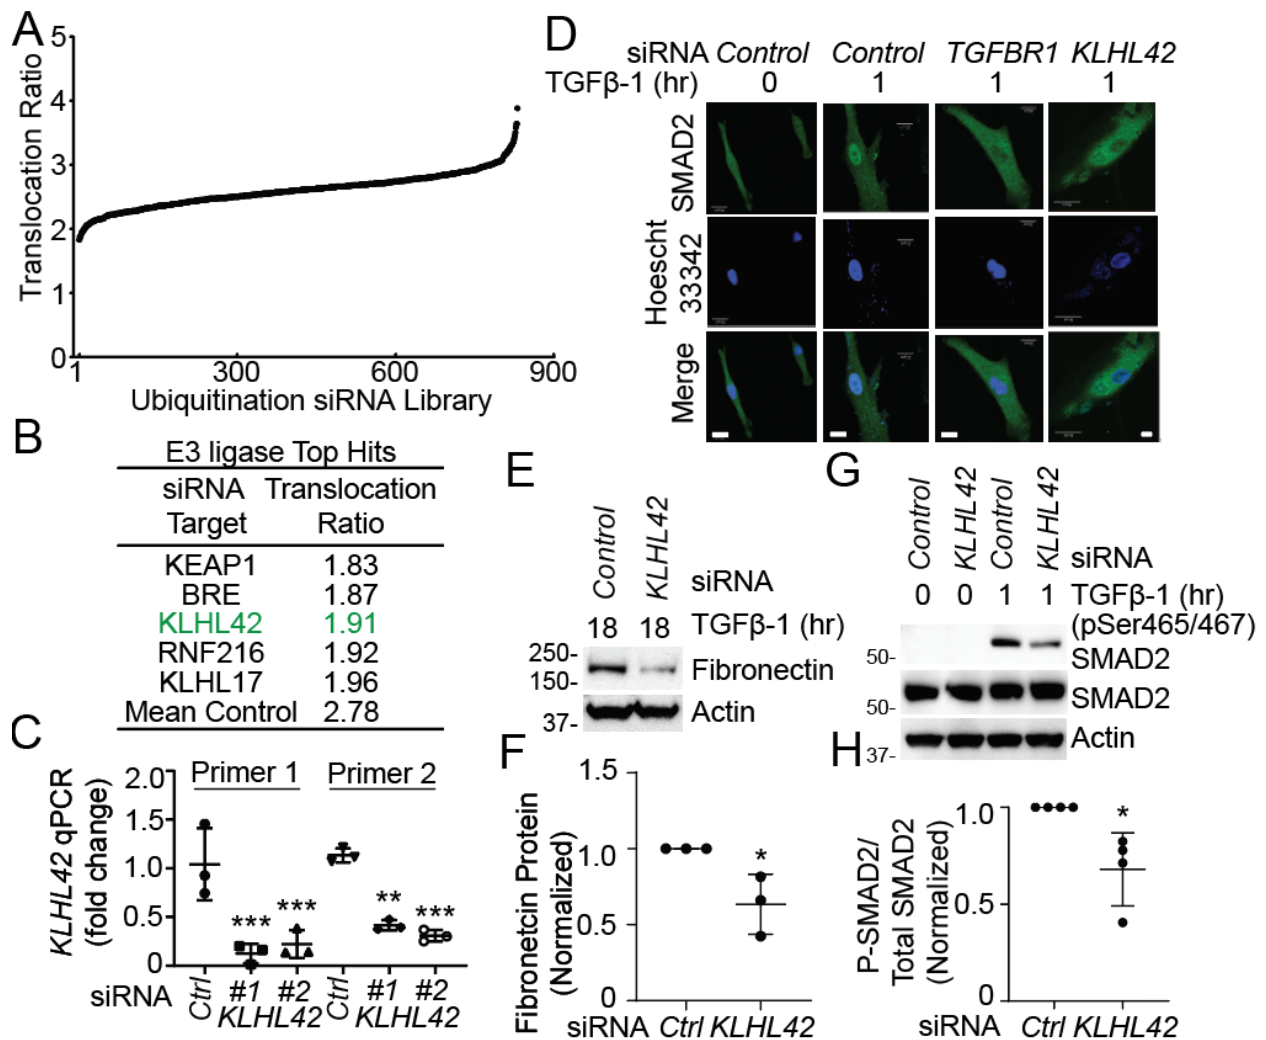 A
5
4
3
2
1
0
Translocation Ratio
1 300 600 900
Ubiquitination siRNA Library
B
E3 ligase Top Hits
siRNA Translocation
Target Ratio
KEAP1 1.83
BRE 1.87
KLHL42 1.91
RNF216 1.92
KLHL17 1.96
Mean Control 2.78
C
KLHL42 qPCR
(fold change)
2.0
1.5
1.0
0.5
0
Primer 1 Primer 2
*** *** ** ***
siRNA Ctrl #1 #2 Ctrl #1 #2
KLHL42 KLHL42
D
siRNA Control Control TGFBR1 KLHL42
TGFβ-1 (hr) 0 1 1 1
SMAD2
Hoescht
33342
Merge
E
Control KLHL42
siRNA
18 18 TGFβ-1 (hr)
250-
150-
Fibronectin
37-
Actin
F
Fibronetcin Protein
(Normalized)
1.5
1.0
0.5
0
*
siRNA Ctrl KLHL42
G
Control KLHL42 Control KLHL42
siRNA
0 0 1 1 TGFβ-1 (hr)
(pSer465/467)
50- SMAD2
SMAD2
50-
Actin
37-
H
P-SMAD2/
Total SMAD2
(Normalized)
1.0
0.5
0
*
siRNA Ctrl KLHL42